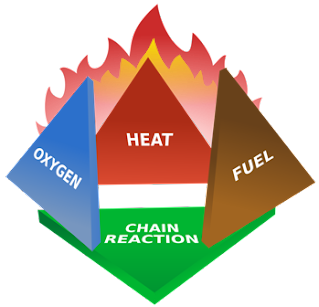 HEAT
OXYGEN
FUEL
CHAIN
REACTION